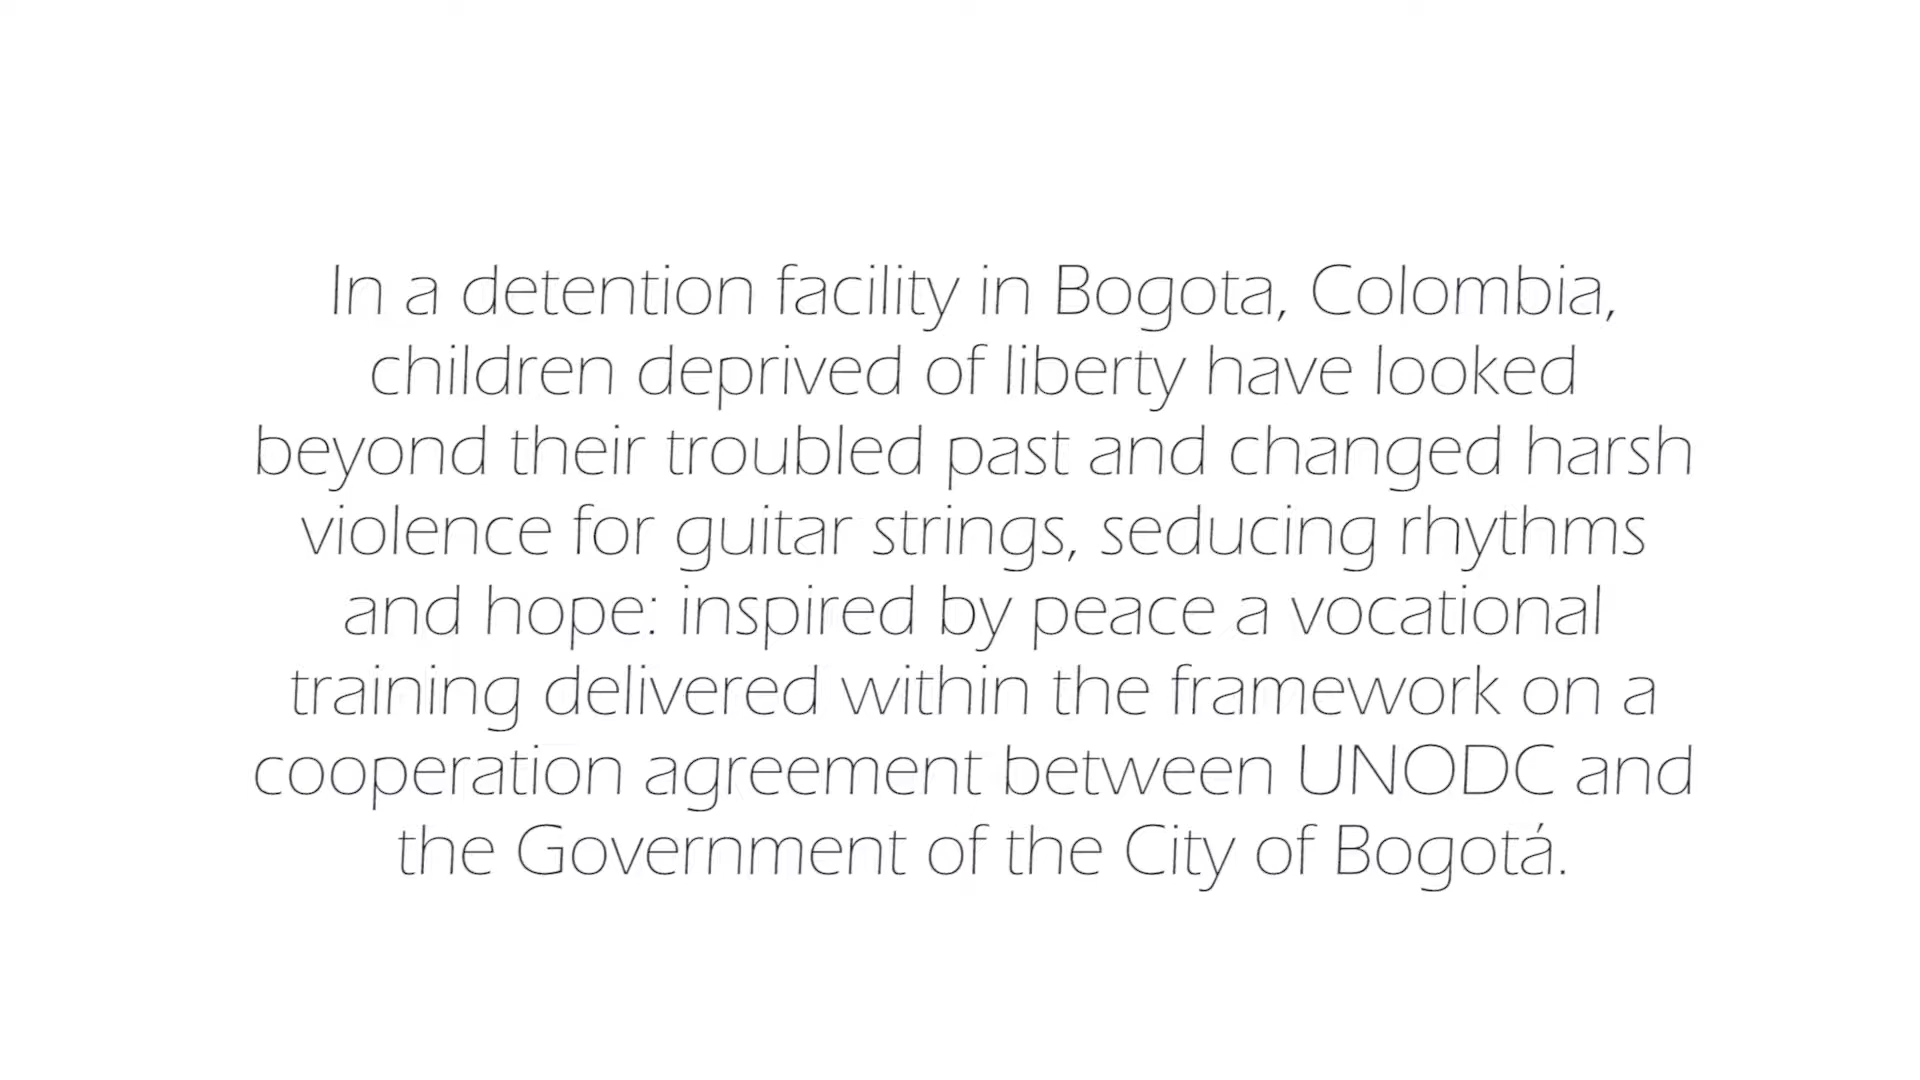 In a detention facility in Bogota, Colombia,
children deprived of liberty have looked
beyond their troubled past and changed harsh
violence for guitar strings, seducing rhythms
and hope: inspired by peace a vocational
training delivered within the framework on a
cooperation agreement between UNODC and
the Government of the City of Bogotá.